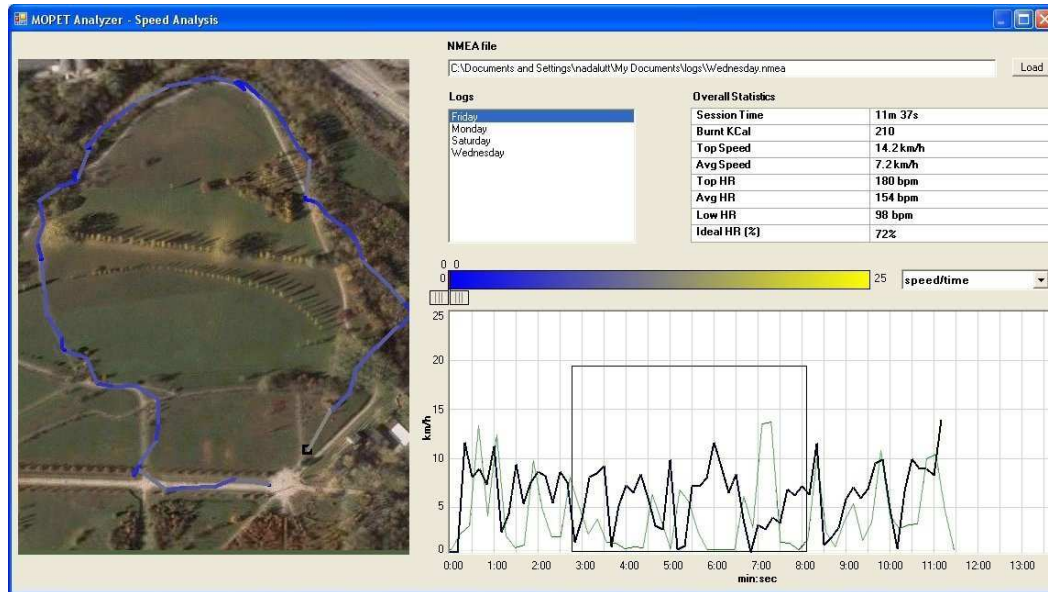 MOPET Analyzer - Speed Analysis
NMEA file
C:\Documents and Settings\nadalutt\My Documents\logs\Wednesday.nmea
Load
Logs
Friday
Monday
Saturday
Wednesday
Overall Statistics
Session Time 11m 37s
Burnt KCal 210
Top Speed 14.2 km/h
Avg Speed 7.2 km/h
Top HR 180 bpm
Avg HR 154 bpm
Low HR 98 bpm
Ideal HR (%) 72%
0 0
0
25
speed/time
25
20
15
10
5
0
km/h
0:00 1:00 2:00 3:00 4:00 5:00 6:00 7:00 8:00 9:00 10:00 11:00 12:00 13:00
min:sec